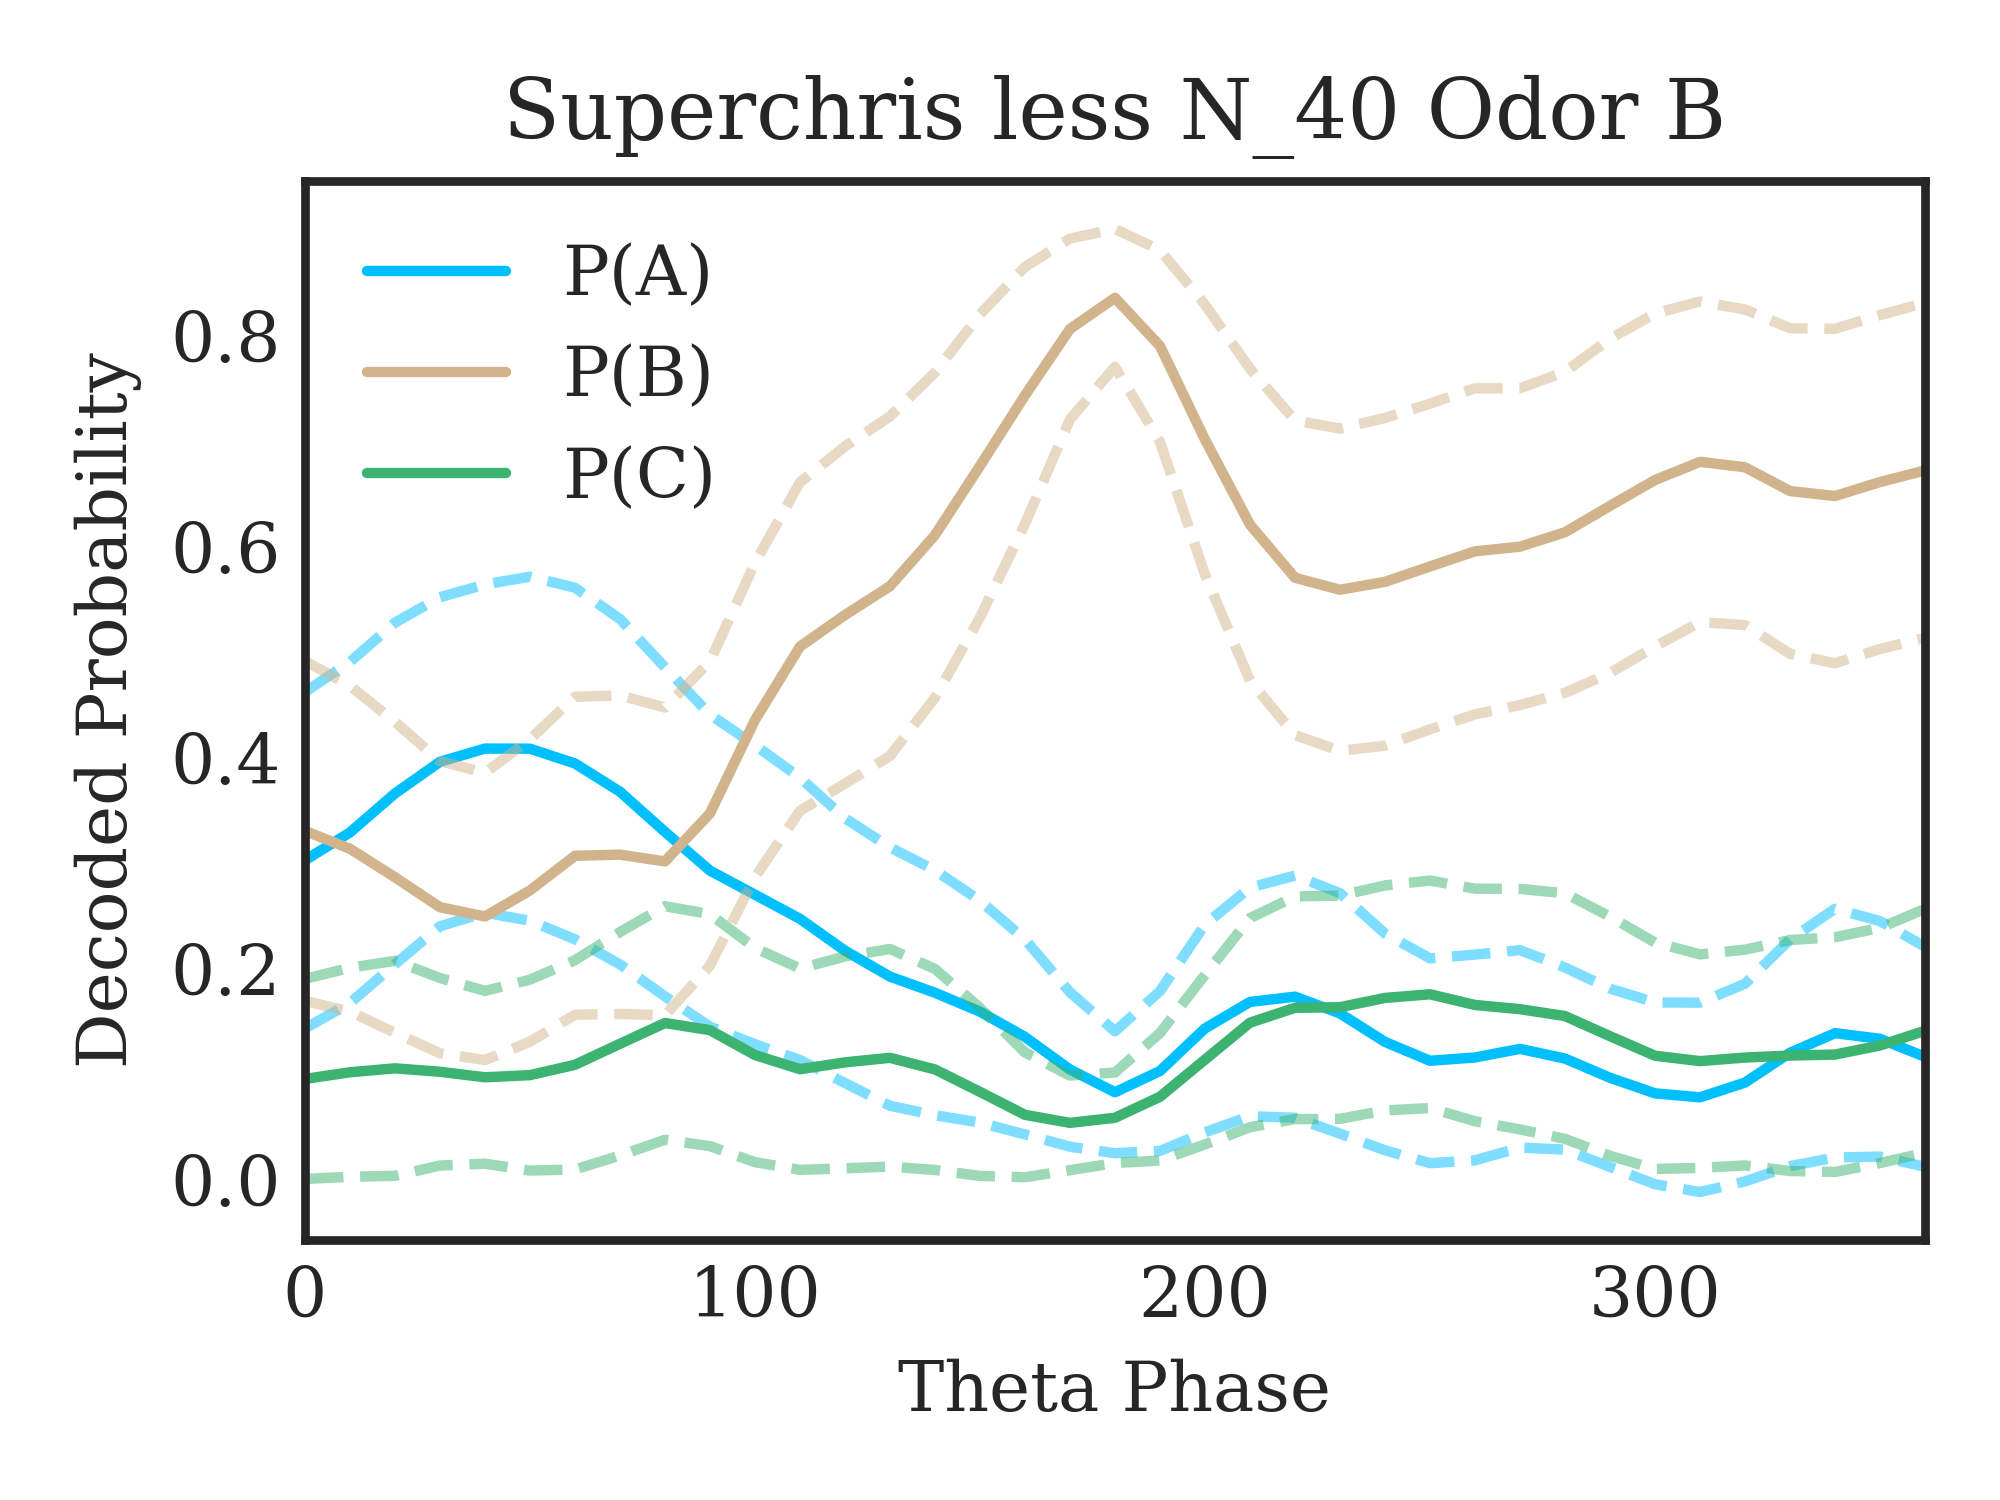 Superchris less N_40 Odor B
P(A)
P(B)
P(C)
Decoded Probability
0.8
0.6
0.4
0.2
0.0
0 100 200 300
Theta Phase